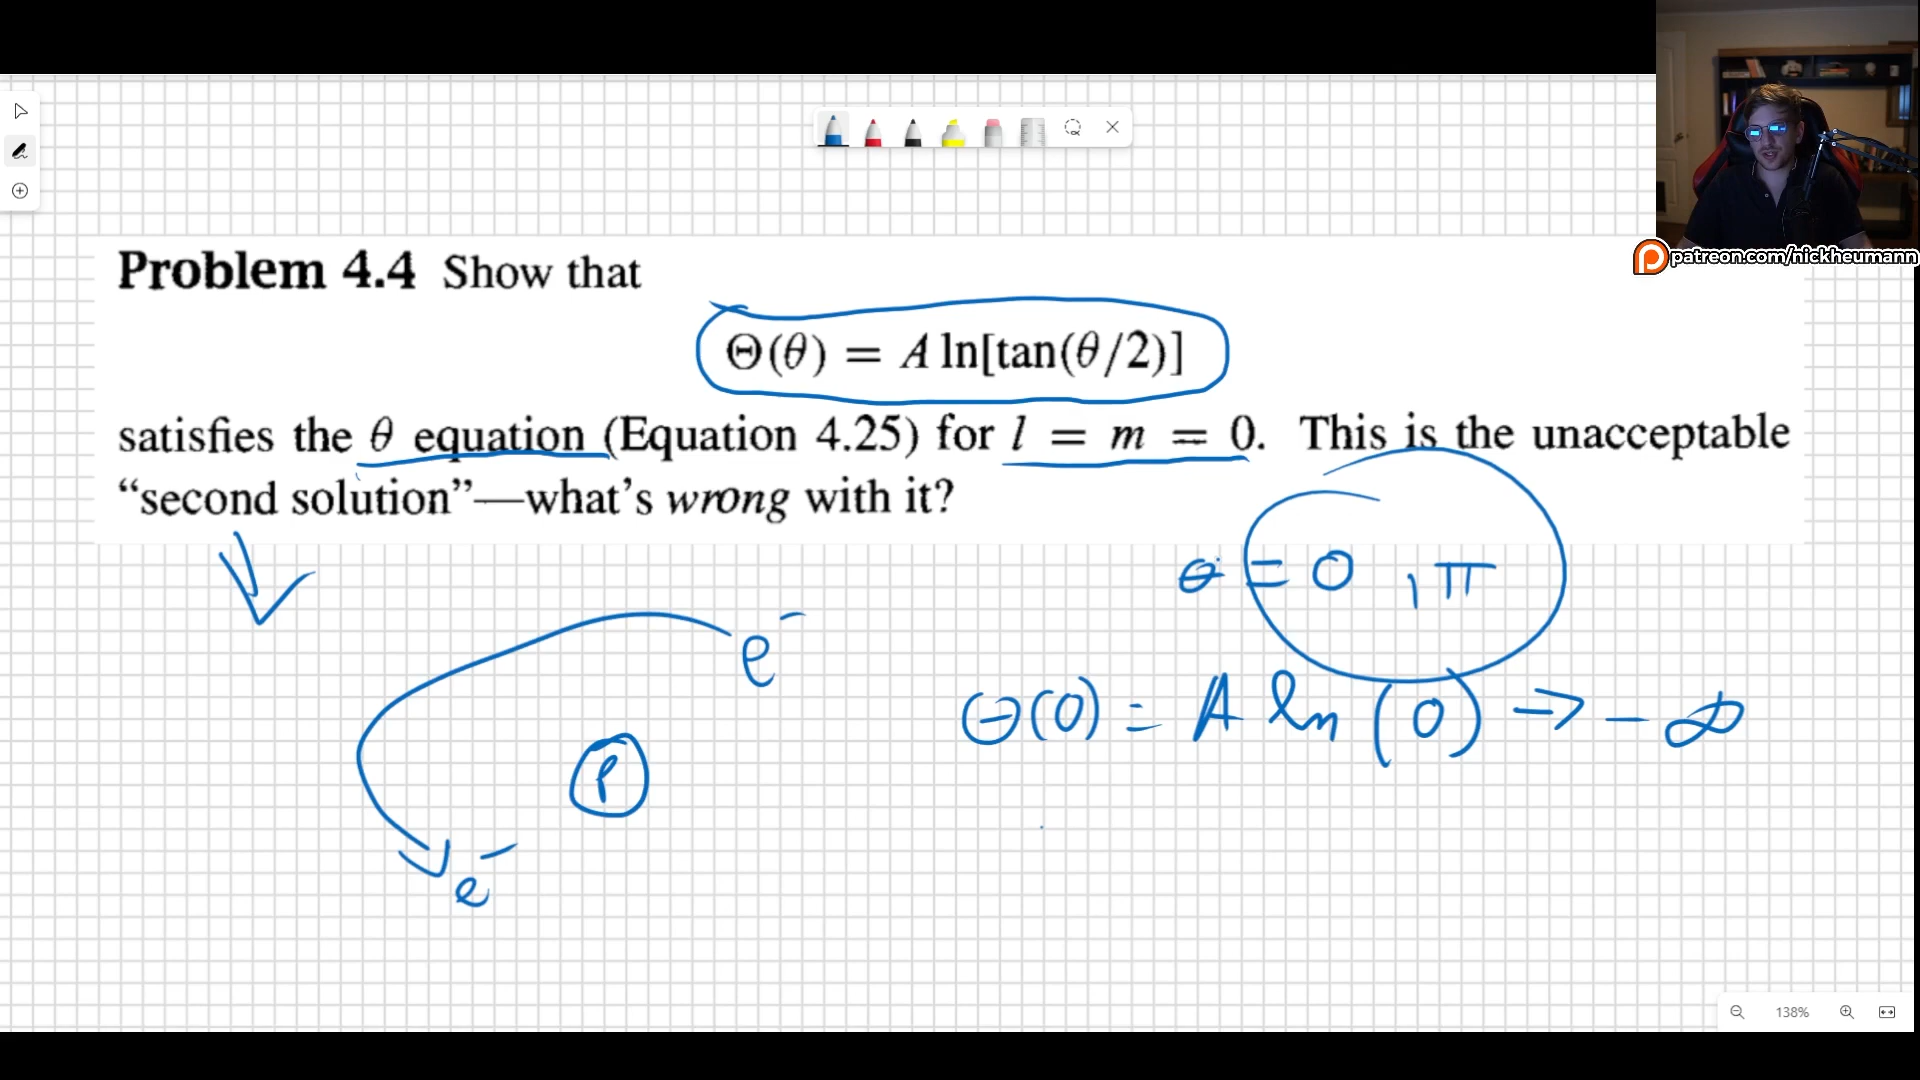 patreon.com/nickheumann
Problem 4.4 Show that
Θ(θ) = A ln[tan(θ/2)]
satisfies the θ equation (Equation 4.25) for l = m = 0. This is the unacceptable
“second solution”—what’s wrong with it?
θ = 0 , π
e⁻
Θ(0) = A ln (0) → - ∞
P
e⁻
138%